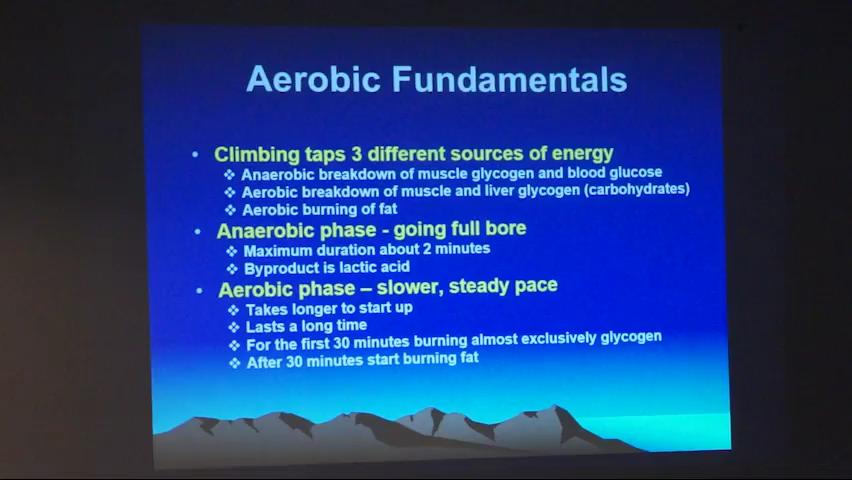 Aerobic Fundamentals
• Climbing taps 3 different sources of energy
❖ Anaerobic breakdown of muscle glycogen and blood glucose
❖ Aerobic breakdown of muscle and liver glycogen (carbohydrates)
❖ Aerobic burning of fat
• Anaerobic phase - going full bore
❖ Maximum duration about 2 minutes
❖ Byproduct is lactic acid
• Aerobic phase – slower, steady pace
❖ Takes longer to start up
❖ Lasts a long time
❖ For the first 30 minutes burning almost exclusively glycogen
❖ After 30 minutes start burning fat